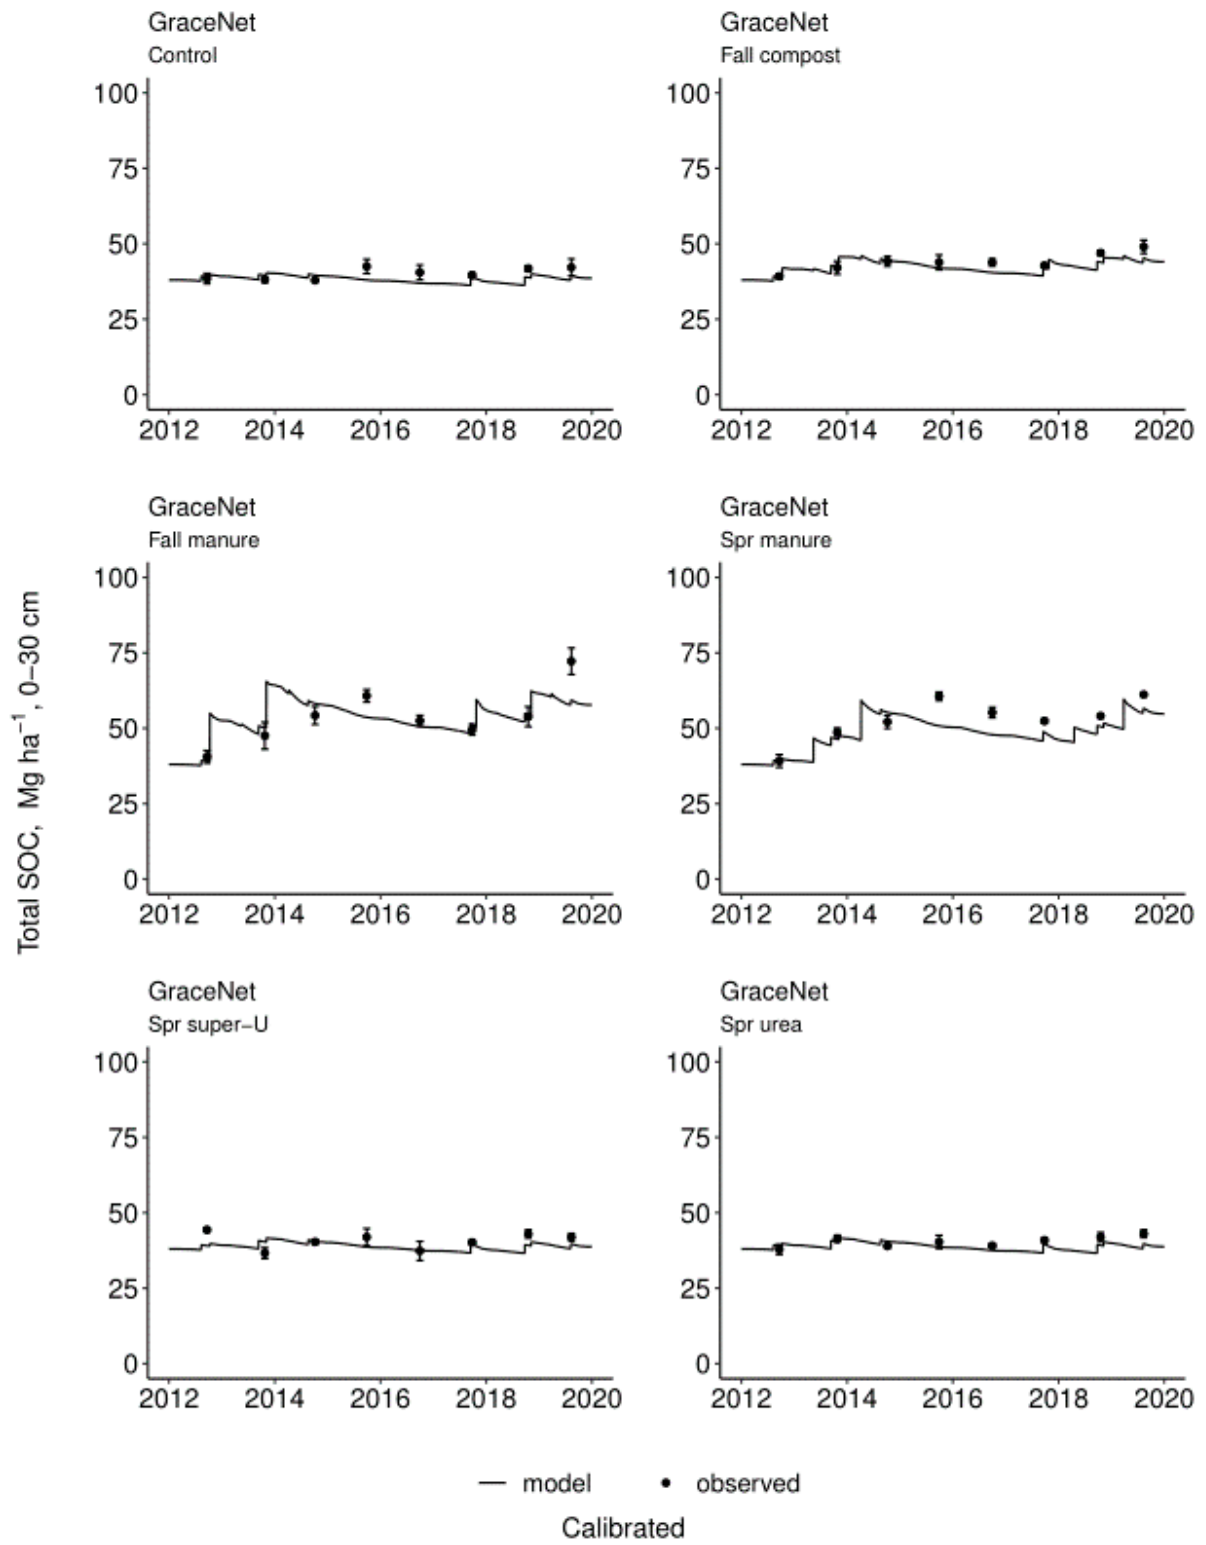 GraceNet
Control
100
75
50
25
0
2012 2014 2016 2018 2020
GraceNet
Fall compost
100
75
50
25
0
2012 2014 2016 2018 2020
Total SOC, Mg ha⁻¹, 0−30 cm
GraceNet
Fall manure
100
75
50
25
0
2012 2014 2016 2018 2020
GraceNet
Spr manure
100
75
50
25
0
2012 2014 2016 2018 2020
GraceNet
Spr super−U
100
75
50
25
0
2012 2014 2016 2018 2020
GraceNet
Spr urea
100
75
50
25
0
2012 2014 2016 2018 2020
model observed
Calibrated